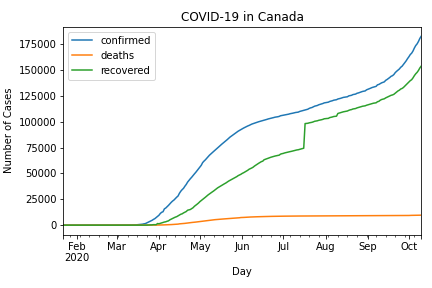 COVID-19 in Canada
confirmed
deaths
recovered
Number of Cases
175000
150000
125000
100000
75000
50000
25000
0
Feb Mar Apr May Jun Jul Aug Sep Oct
2020
Day